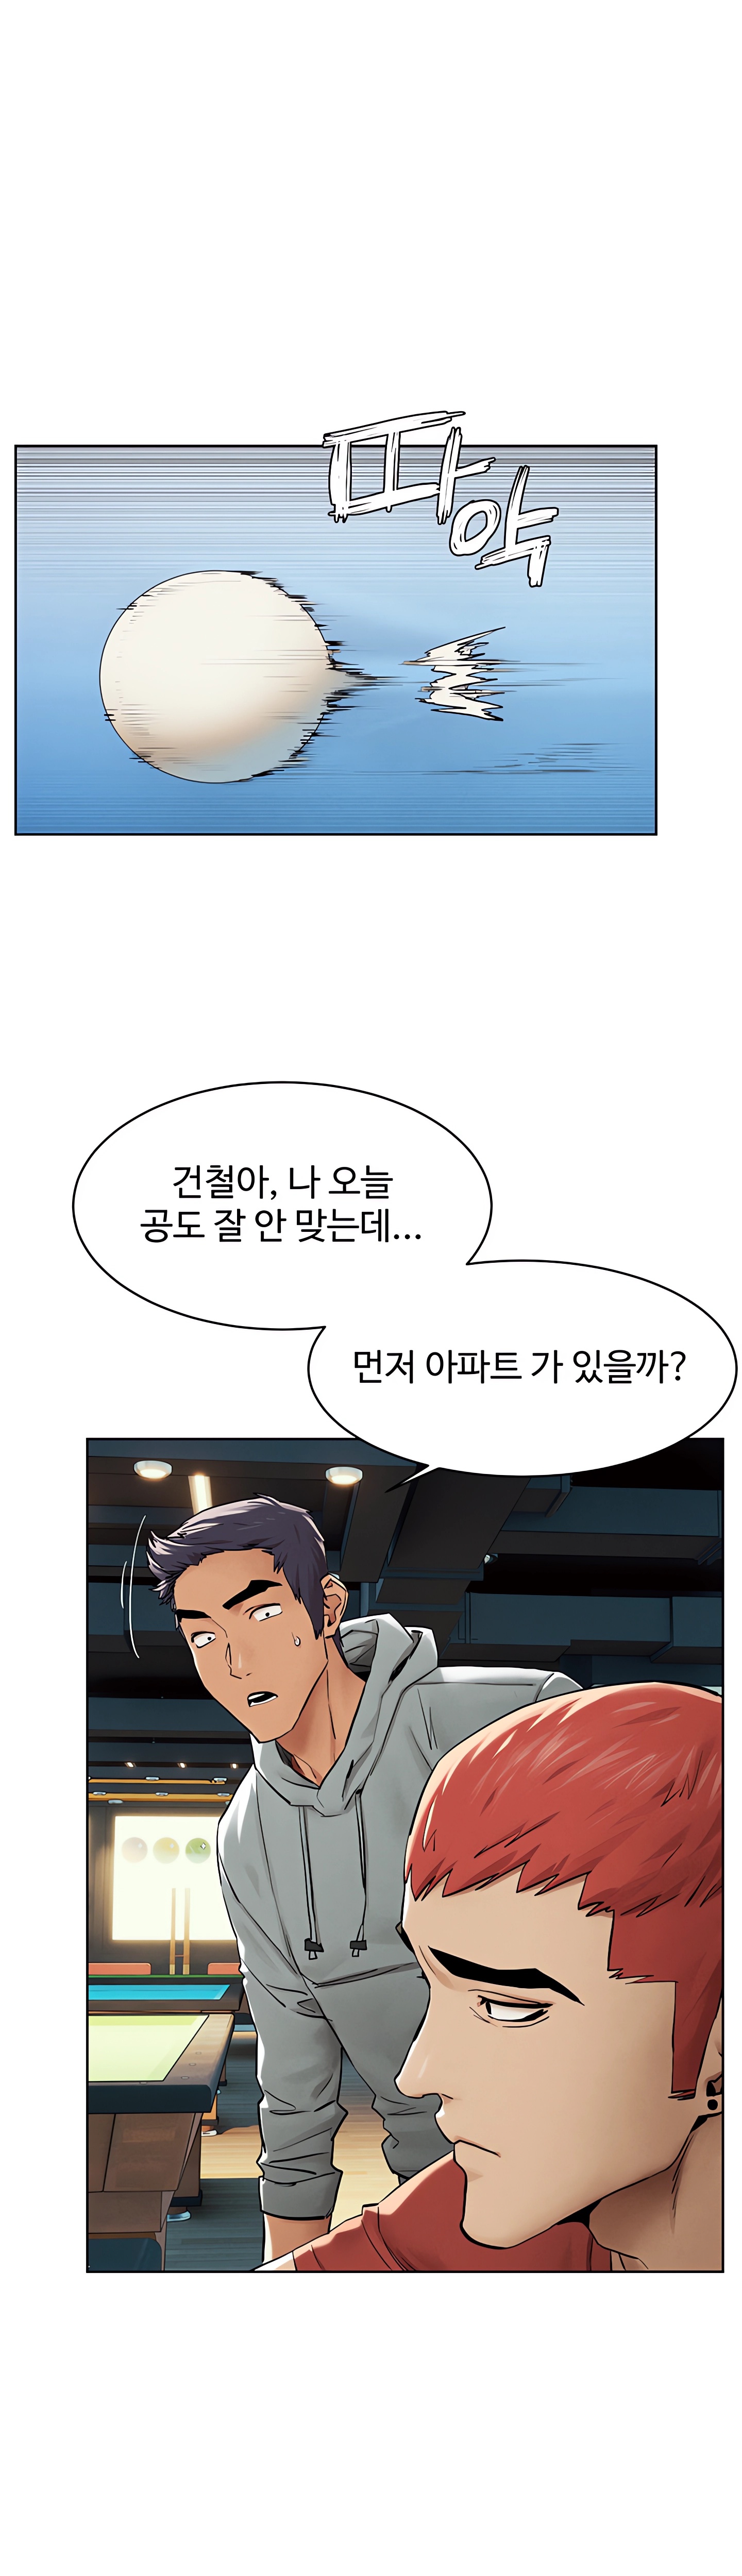 따악
건철아, 나 오늘
공도 잘 안 맞는데...
먼저 아파트 가 있을까?